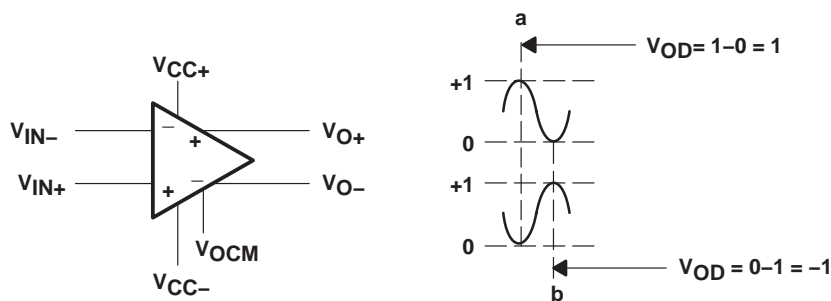 a
VOD= 1–0 = 1
VCC+
+1
VIN–
–
+
VO+
0
+1
VIN+
+
–
VO–
VOCM
0
VCC–
VOD = 0–1 = –1
b